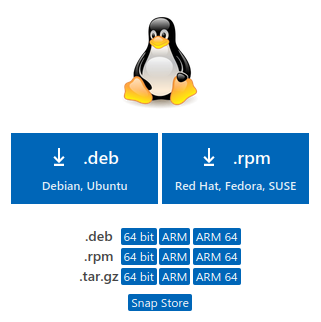 .deb
Debian, Ubuntu
.rpm
Red Hat, Fedora, SUSE
.deb 64 bit ARM ARM 64
.rpm 64 bit ARM ARM 64
.tar.gz 64 bit ARM ARM 64
Snap Store